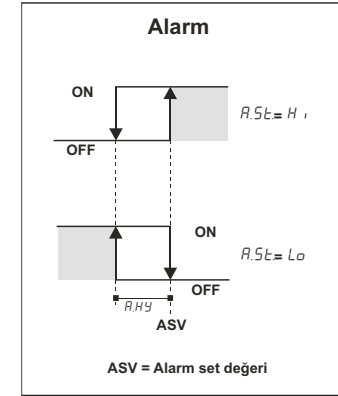 Alarm
ON
A.St.= Hi
OFF
ON
A.St.= Lo
OFF
A.HY
ASV
ASV = Alarm set değeri